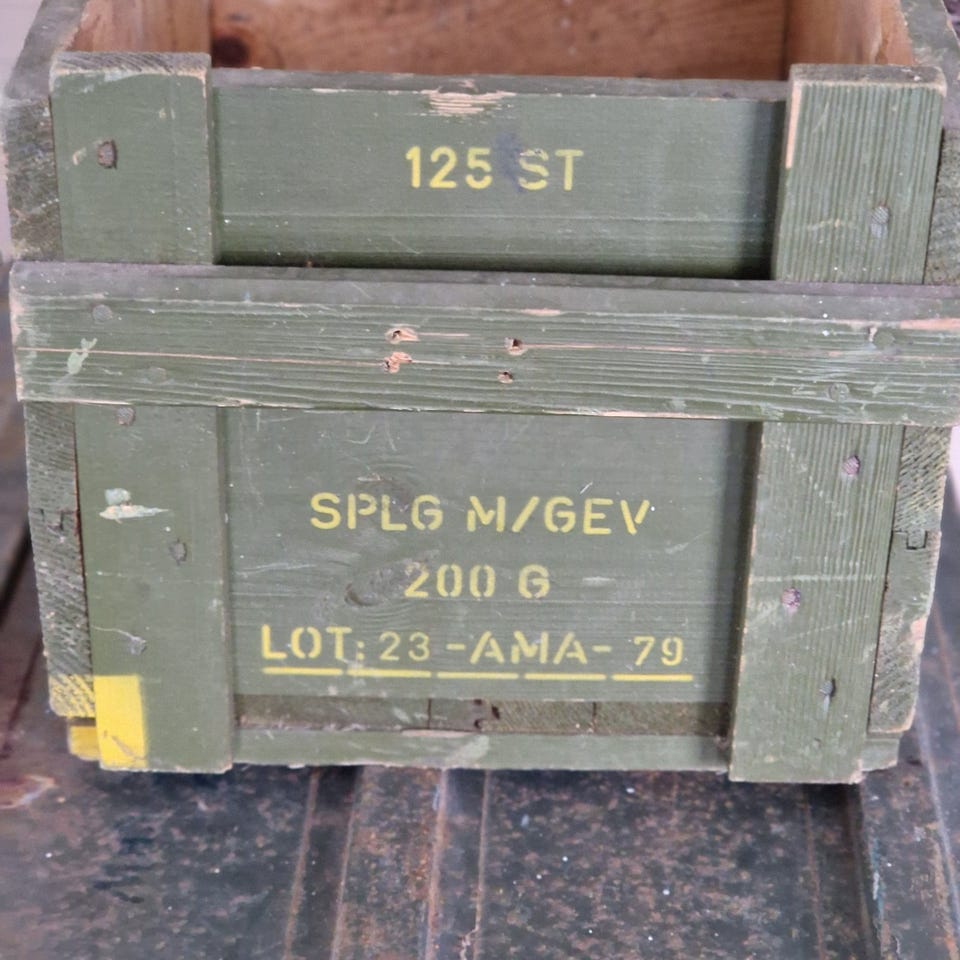 125 ST
SPLG M/GEV
200 G
LOT: 23 -AMA- 79